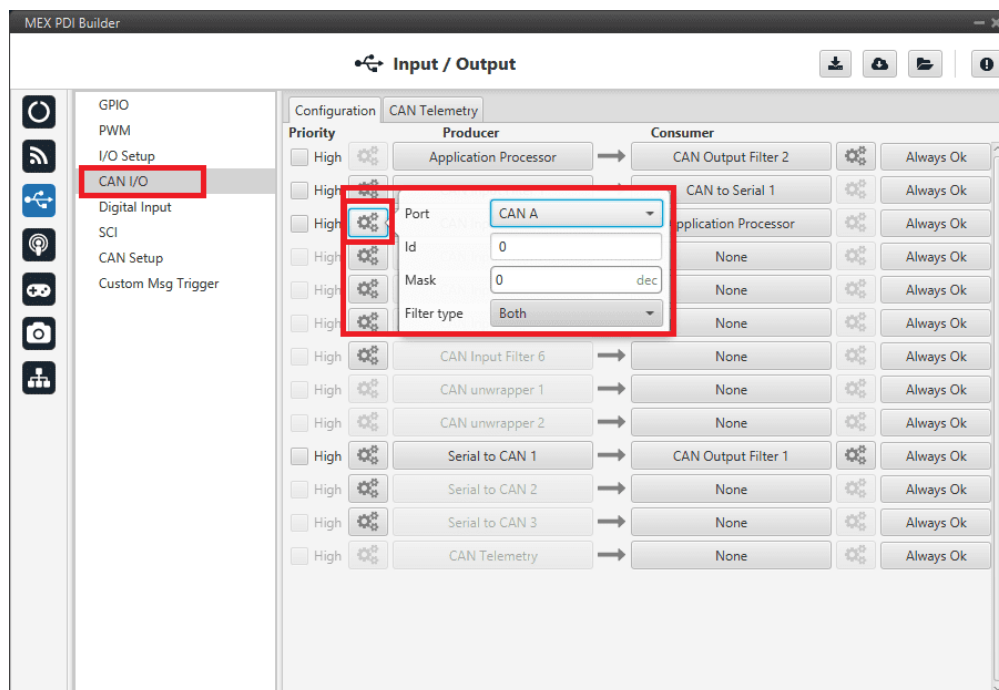 MEX PDI Builder
Input / Output
GPIO
PWM
I/O Setup
CAN I/O
Digital Input
SCI
CAN Setup
Custom Msg Trigger
Configuration CAN Telemetry
Priority Producer Consumer
High Application Processor CAN Output Filter 2 Always Ok
High CAN to Serial 1 Always Ok
High pplication Processor Always Ok
Port CAN A
Id 0
Mask 0 dec
Filter type Both
High None Always Ok
High None Always Ok
High None Always Ok
High CAN Input Filter 6 None Always Ok
High CAN unwrapper 1 None Always Ok
High CAN unwrapper 2 None Always Ok
High Serial to CAN 1 CAN Output Filter 1 Always Ok
High Serial to CAN 2 None Always Ok
High Serial to CAN 3 None Always Ok
High CAN Telemetry None Always Ok